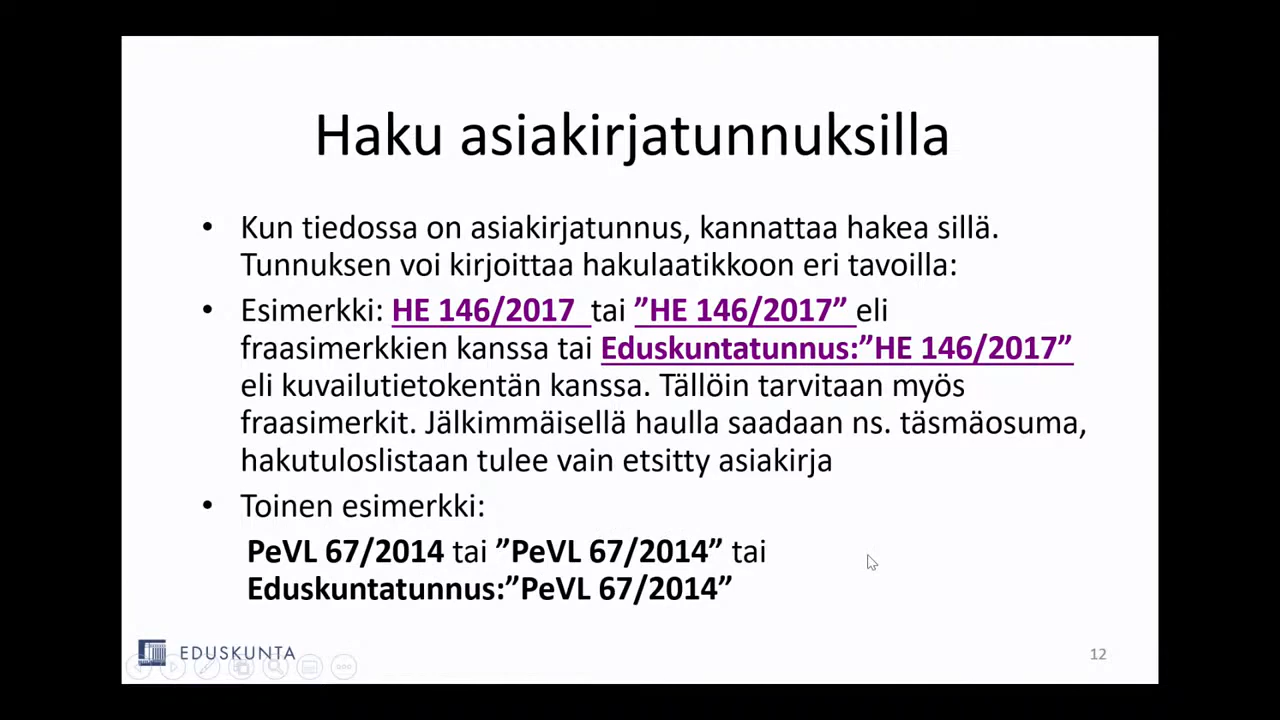 Haku asiakirjatunnuksilla
• Kun tiedossa on asiakirjatunnus, kannattaa hakea sillä.
Tunnuksen voi kirjoittaa hakulaatikkoon eri tavoilla:
• Esimerkki: HE 146/2017 tai ”HE 146/2017” eli
fraasimerkkien kanssa tai Eduskuntatunnus:”HE 146/2017”
eli kuvailutietokentän kanssa. Tällöin tarvitaan myös
fraasimerkit. Jälkimmäisellä haulla saadaan ns. täsmäosuma,
hakutuloslistaan tulee vain etsitty asiakirja
• Toinen esimerkki:
PeVL 67/2014 tai ”PeVL 67/2014” tai
Eduskuntatunnus:”PeVL 67/2014”
EDUSKUNTA
12